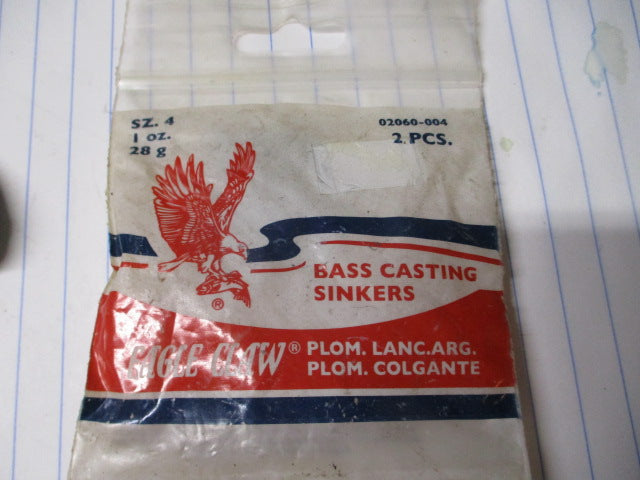 SZ. 4
1 oz.
28 g
02060-004
2 PCS.
BASS CASTING
SINKERS
®
EAGLE CLAW®
PLOM. LANC.ARG.
PLOM. COLGANTE